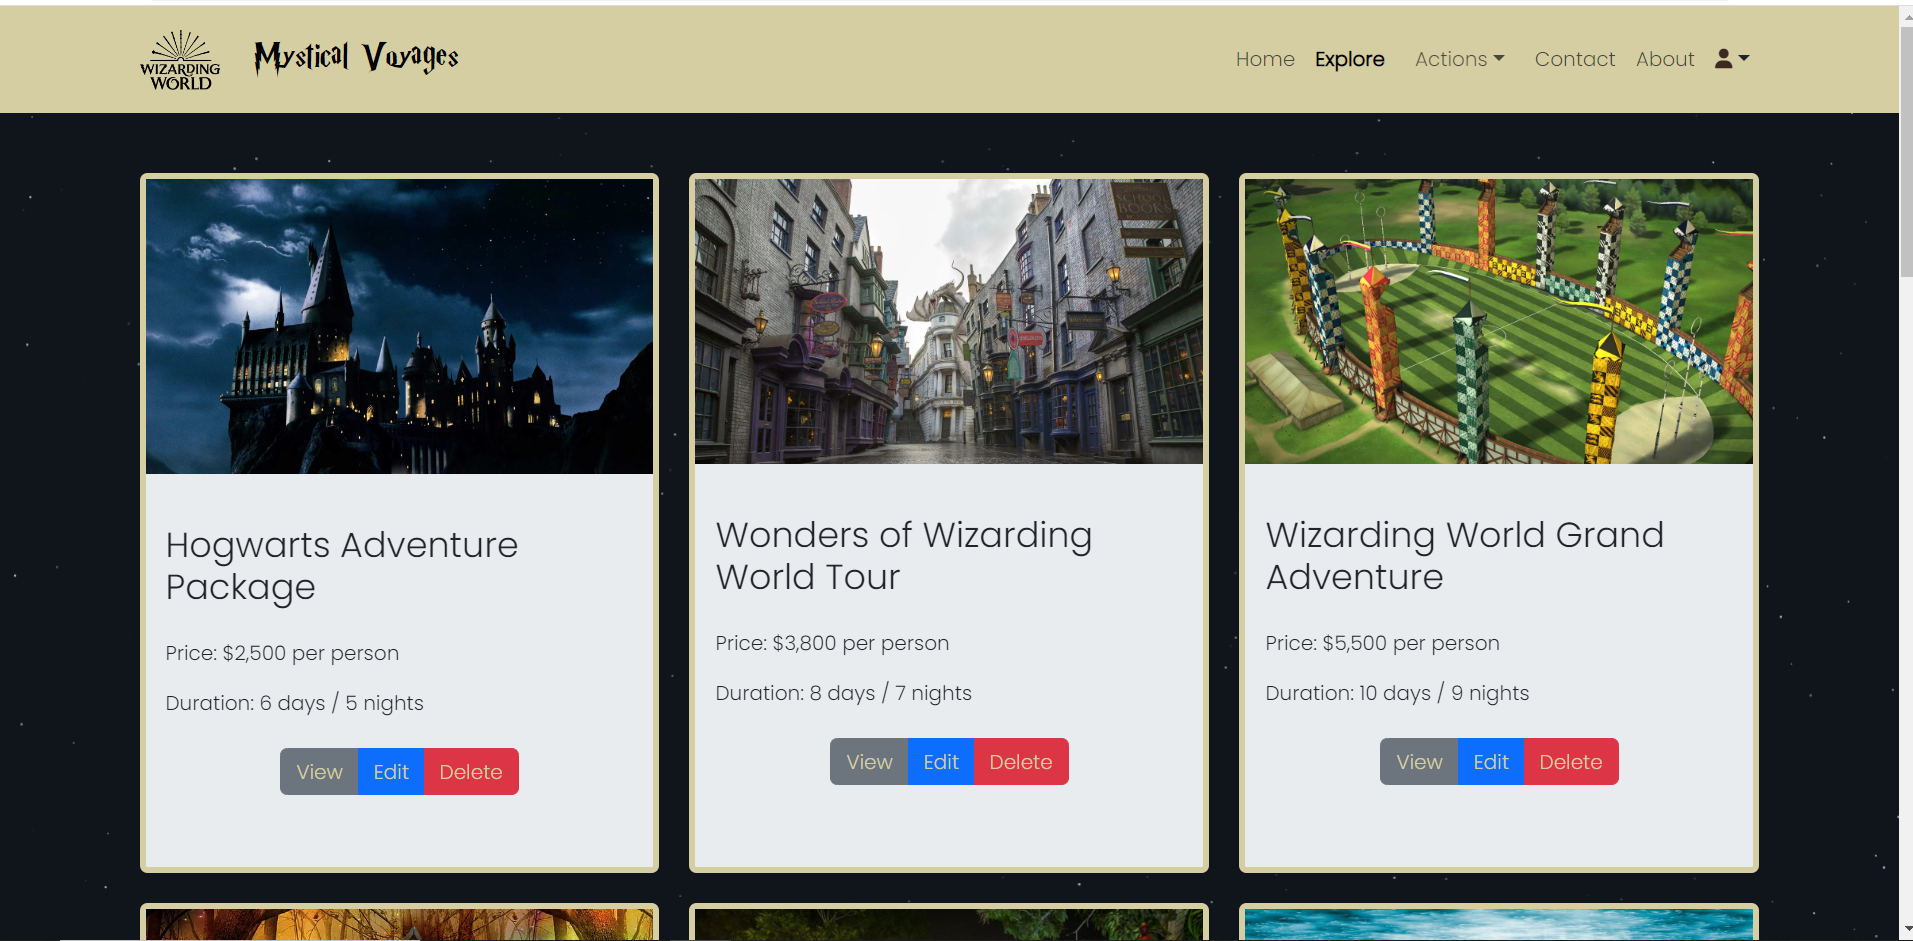 WIZARDING
WORLD
Mystical Voyages
Home Explore Actions Contact About
SCHOOL
BOOKS
Hogwarts Adventure
Package
Price: $2,500 per person
Duration: 6 days / 5 nights
View Edit Delete
Wonders of Wizarding
World Tour
Price: $3,800 per person
Duration: 8 days / 7 nights
View Edit Delete
Wizarding World Grand
Adventure
Price: $5,500 per person
Duration: 10 days / 9 nights
View Edit Delete